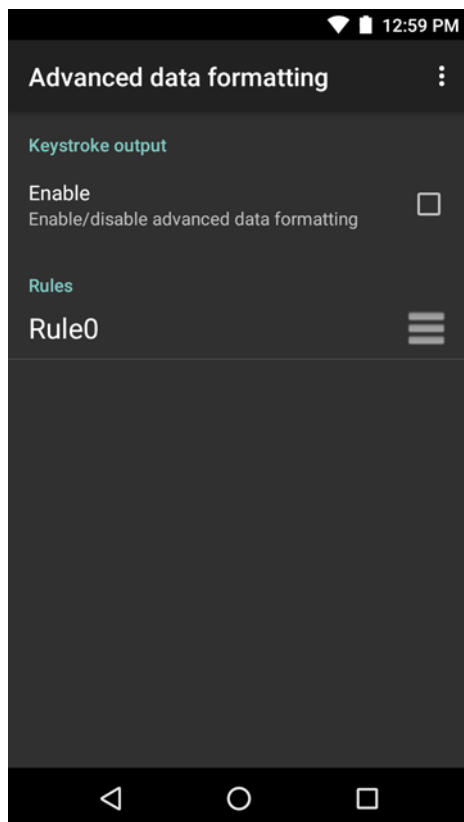 12:59 PM
Advanced data formatting
Keystroke output
Enable
Enable/disable advanced data formatting
Rules
Rule0